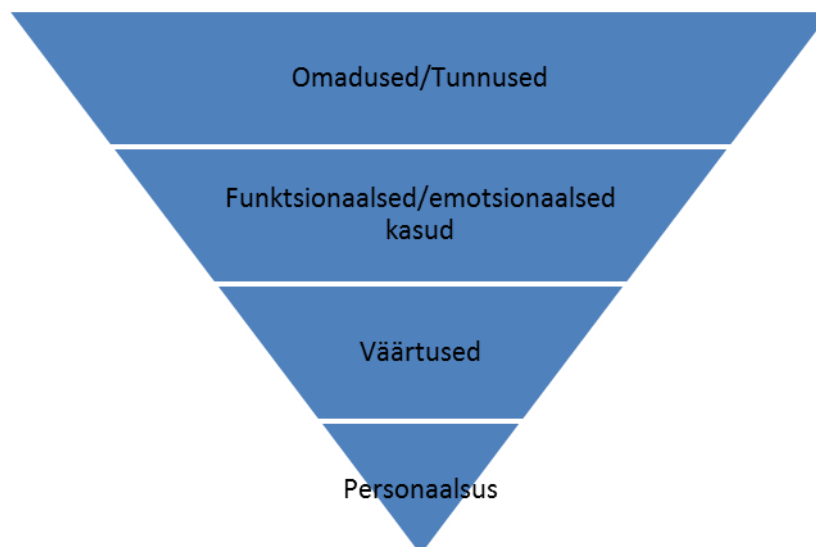 Omadused/Tunnused
Funktsionaalsed/emotsionaalsed
kasud
Väärtused
Personaalsus